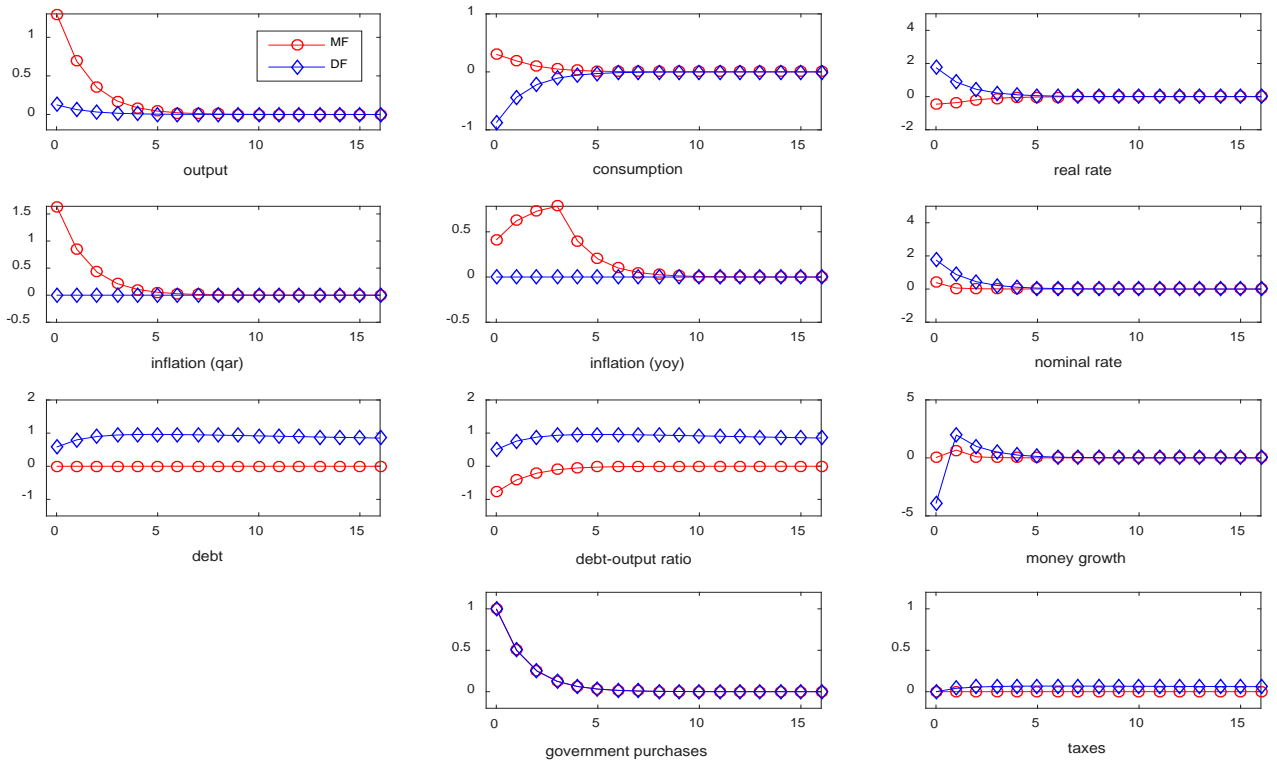 1
0.5
0
MF
DF
0 5 10 15
output
1
0
-1
0 5 10 15
consumption
4
2
0
-2
0 5 10 15
real rate
1.5
1
0.5
0
-0.5
0 5 10 15
inflation (qar)
0.5
0
-0.5
0 5 10 15
inflation (yoy)
4
2
0
-2
0 5 10 15
nominal rate
2
1
0
-1
0 5 10 15
debt
2
1
0
-1
0 5 10 15
debt-output ratio
5
0
-5
0 5 10 15
money growth
1
0.5
0
0 5 10 15
government purchases
1
0.5
0
0 5 10 15
taxes